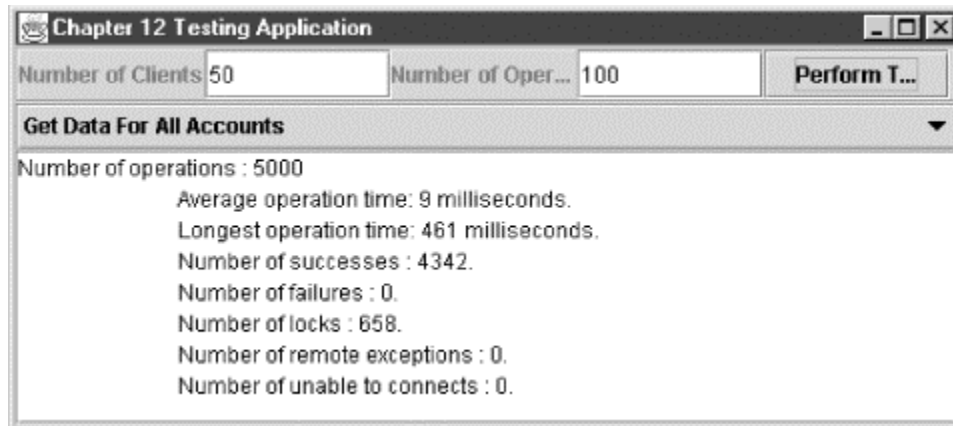 Chapter 12 Testing Application
Number of Clients 50 Number of Oper... 100 Perform T...
Get Data For All Accounts
Number of operations : 5000
Average operation time: 9 milliseconds.
Longest operation time: 461 milliseconds.
Number of successes : 4342.
Number of failures : 0.
Number of locks : 658.
Number of remote exceptions : 0.
Number of unable to connects : 0.